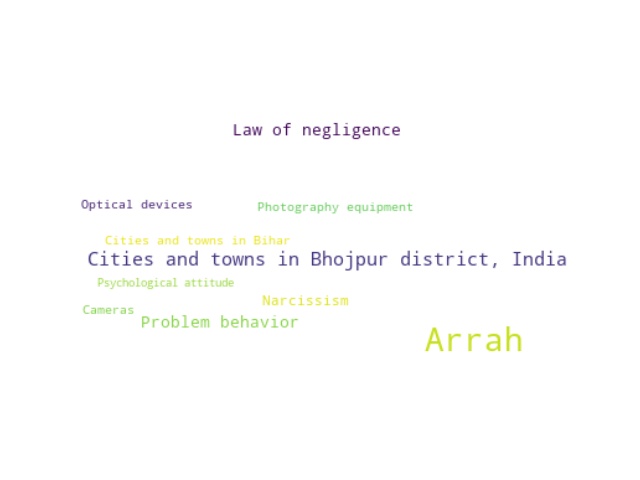 Law of negligence
Optical devices
Photography equipment
Cities and towns in Bihar
Cities and towns in Bhojpur district, India
Psychological attitude
Narcissism
Cameras
Problem behavior
Arrah